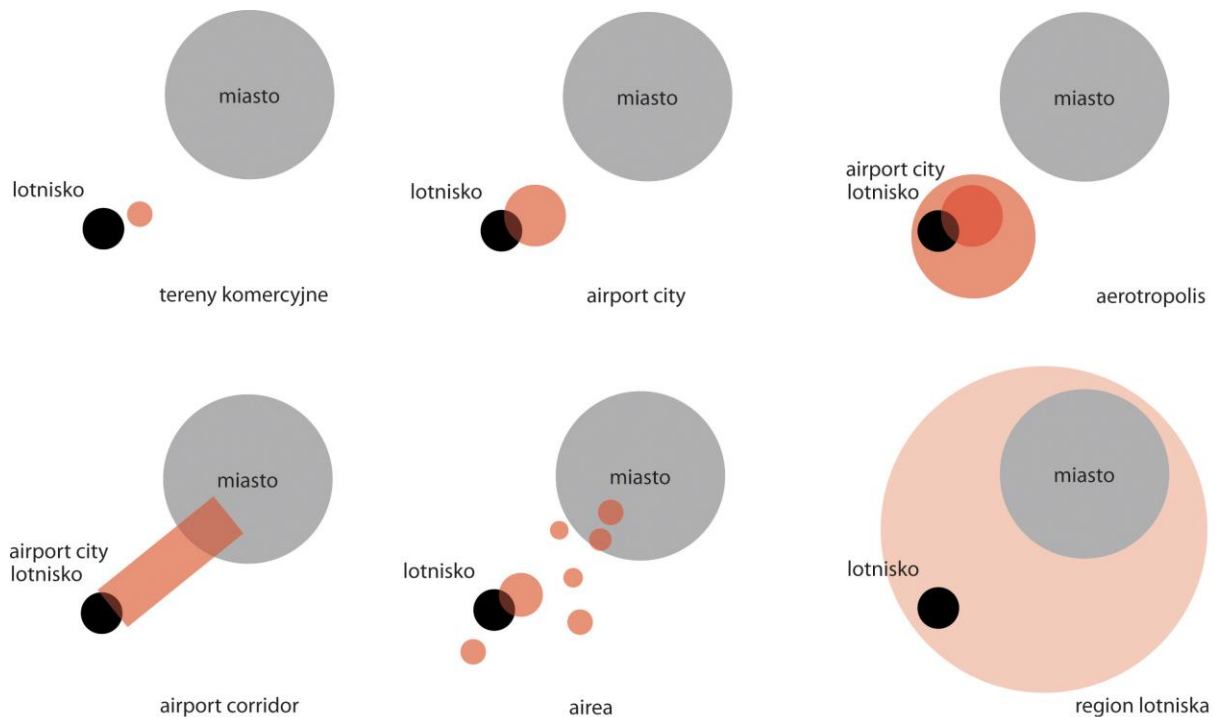 miasto
lotnisko
tereny komercyjne
miasto
lotnisko
airport city
miasto
airport city
lotnisko
aerotropolis
miasto
airport city
lotnisko
airport corridor
miasto
lotnisko
airea
miasto
lotnisko
region lotniska